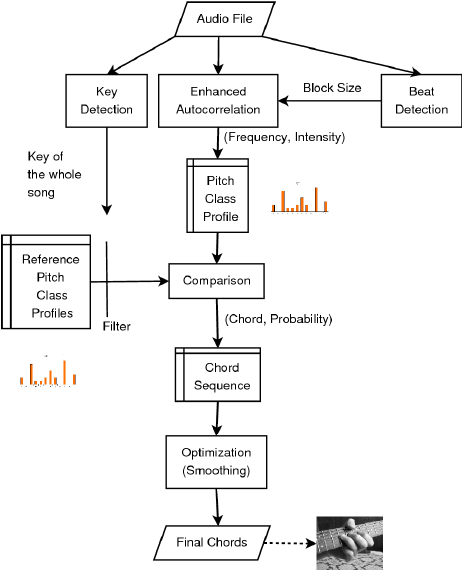 Audio File
Key
Detection
Enhanced
Autocorrelation
Block Size
Beat
Detection
(Frequency, Intensity)
Key of
the whole
song
Pitch
Class
Profile
Reference
Pitch
Class
Profiles
Filter
Comparison
(Chord, Probability)
Chord
Sequence
Optimization
(Smoothing)
Final Chords